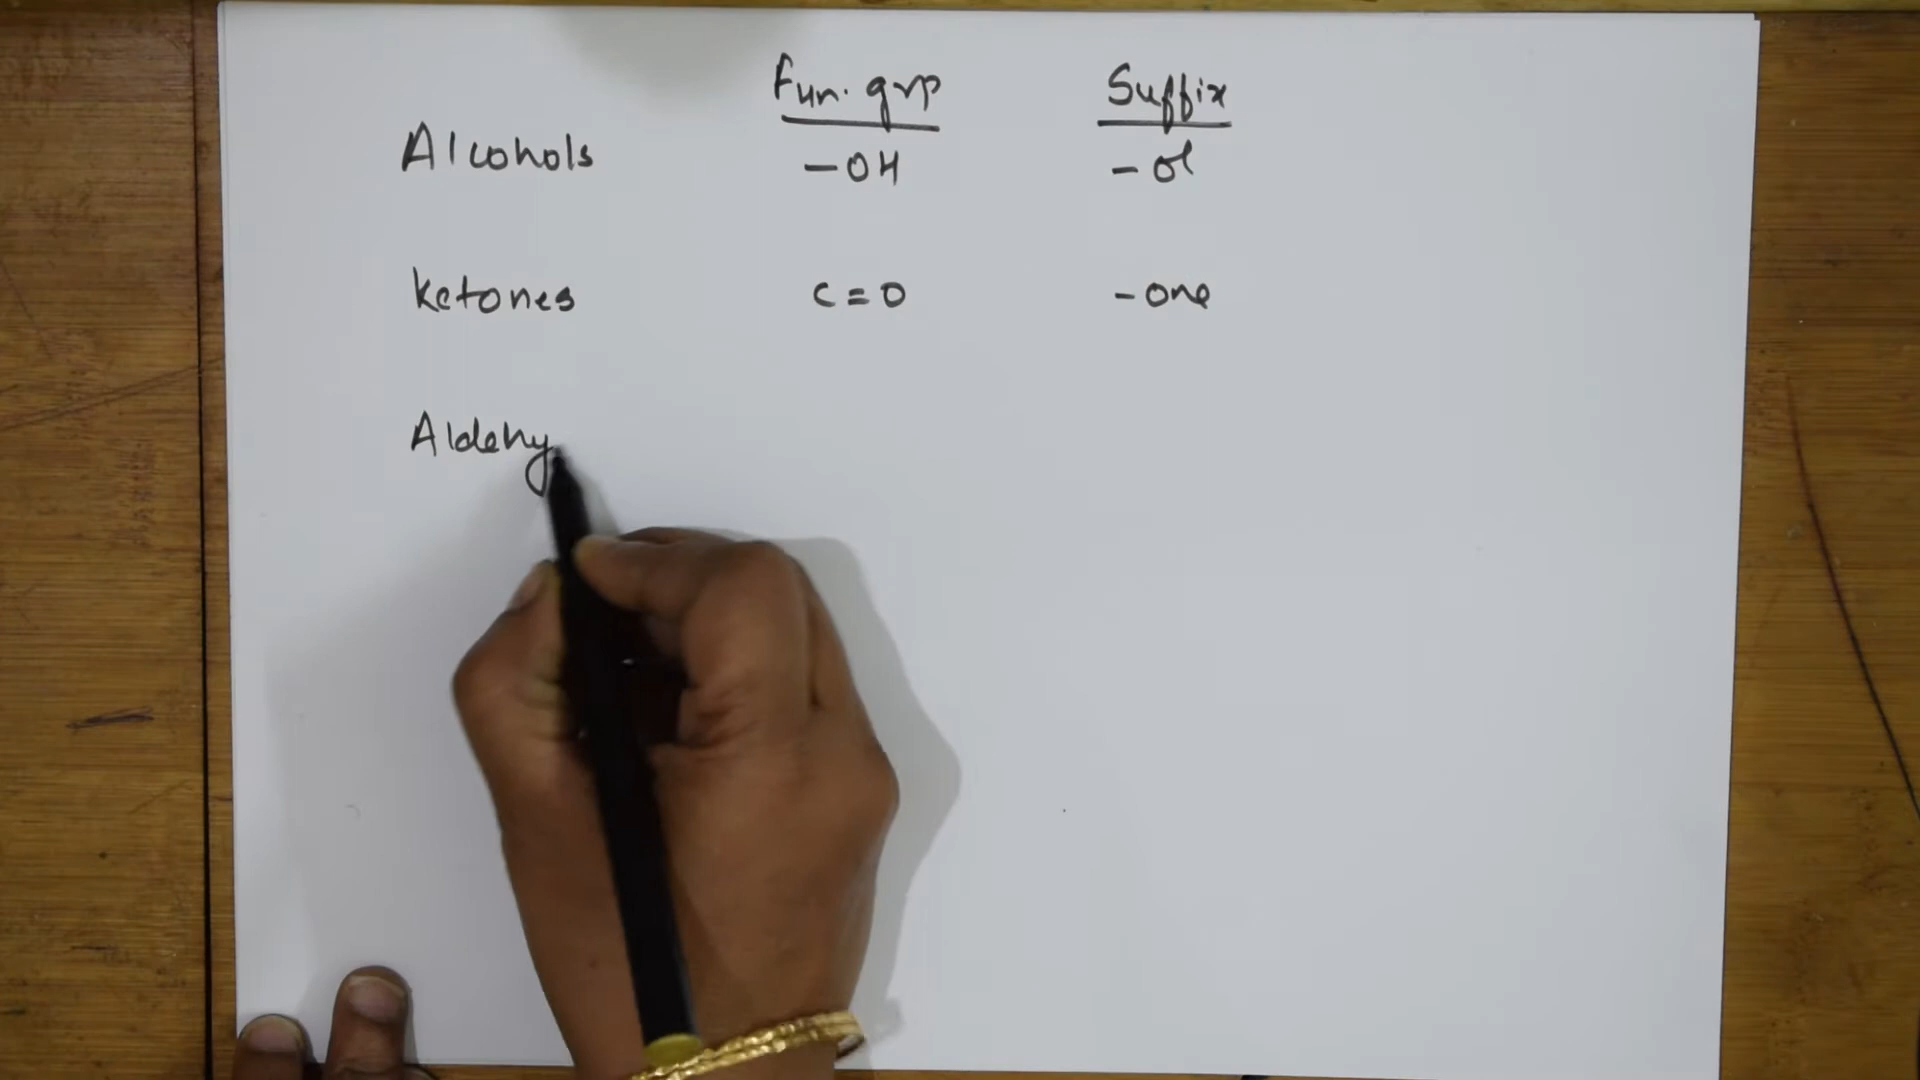 Fun. grp Suffix
Alcohols -OH -ol
Ketones C=O -one
Aldehy